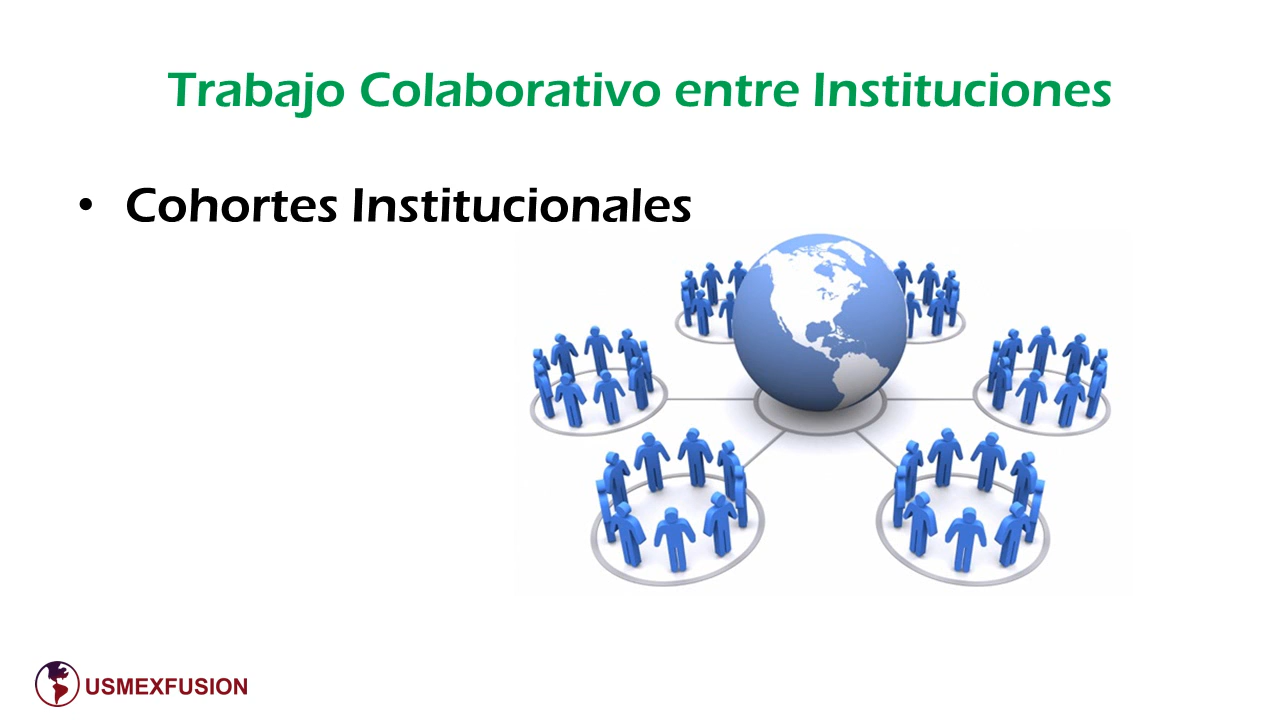 Trabajo Colaborativo entre Instituciones
• Cohortes Institucionales
USMEXFUSION